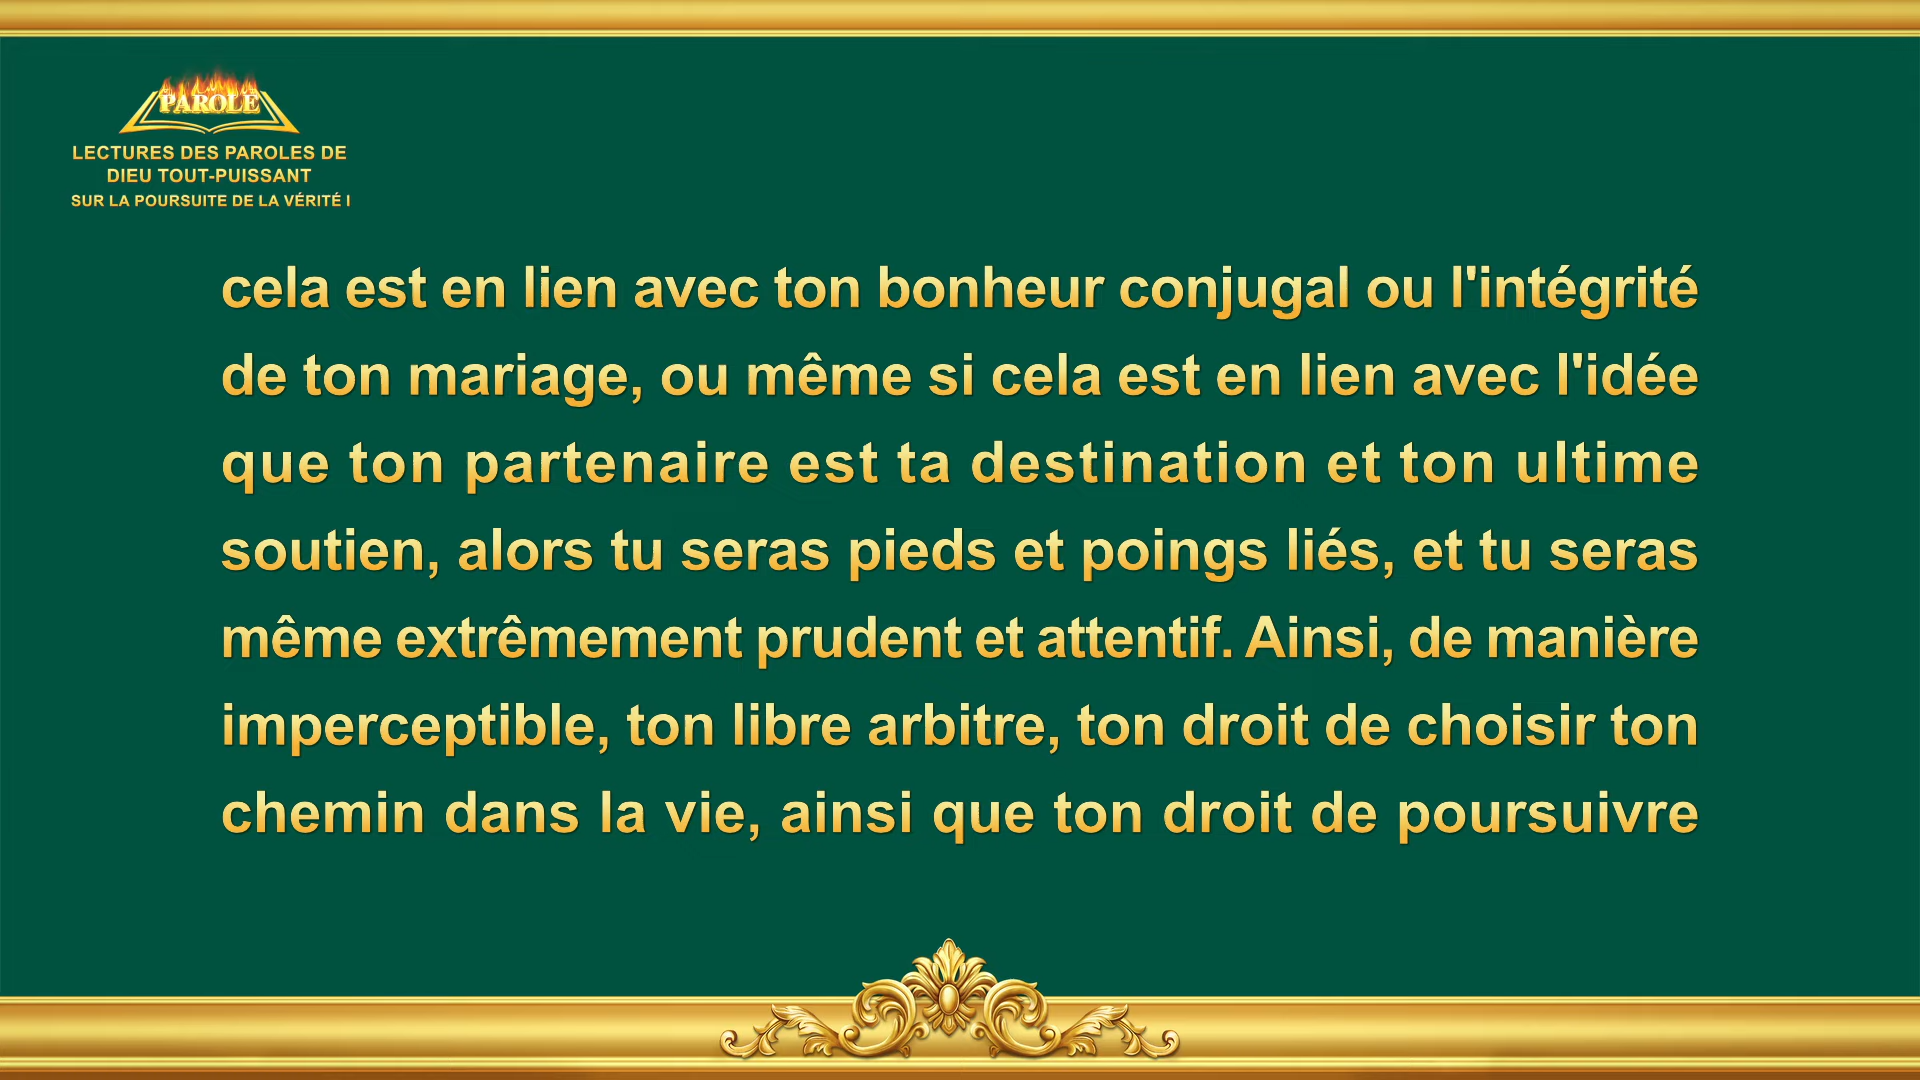 PAROLE
LECTURES DES PAROLES DE
DIEU TOUT-PUISSANT
SUR LA POURSUITE DE LA VÉRITÉ I
cela est en lien avec ton bonheur conjugal ou l'intégrité
de ton mariage, ou même si cela est en lien avec l'idée
que ton partenaire est ta destination et ton ultime
soutien, alors tu seras pieds et poings liés, et tu seras
même extrêmement prudent et attentif. Ainsi, de manière
imperceptible, ton libre arbitre, ton droit de choisir ton
chemin dans la vie, ainsi que ton droit de poursuivre